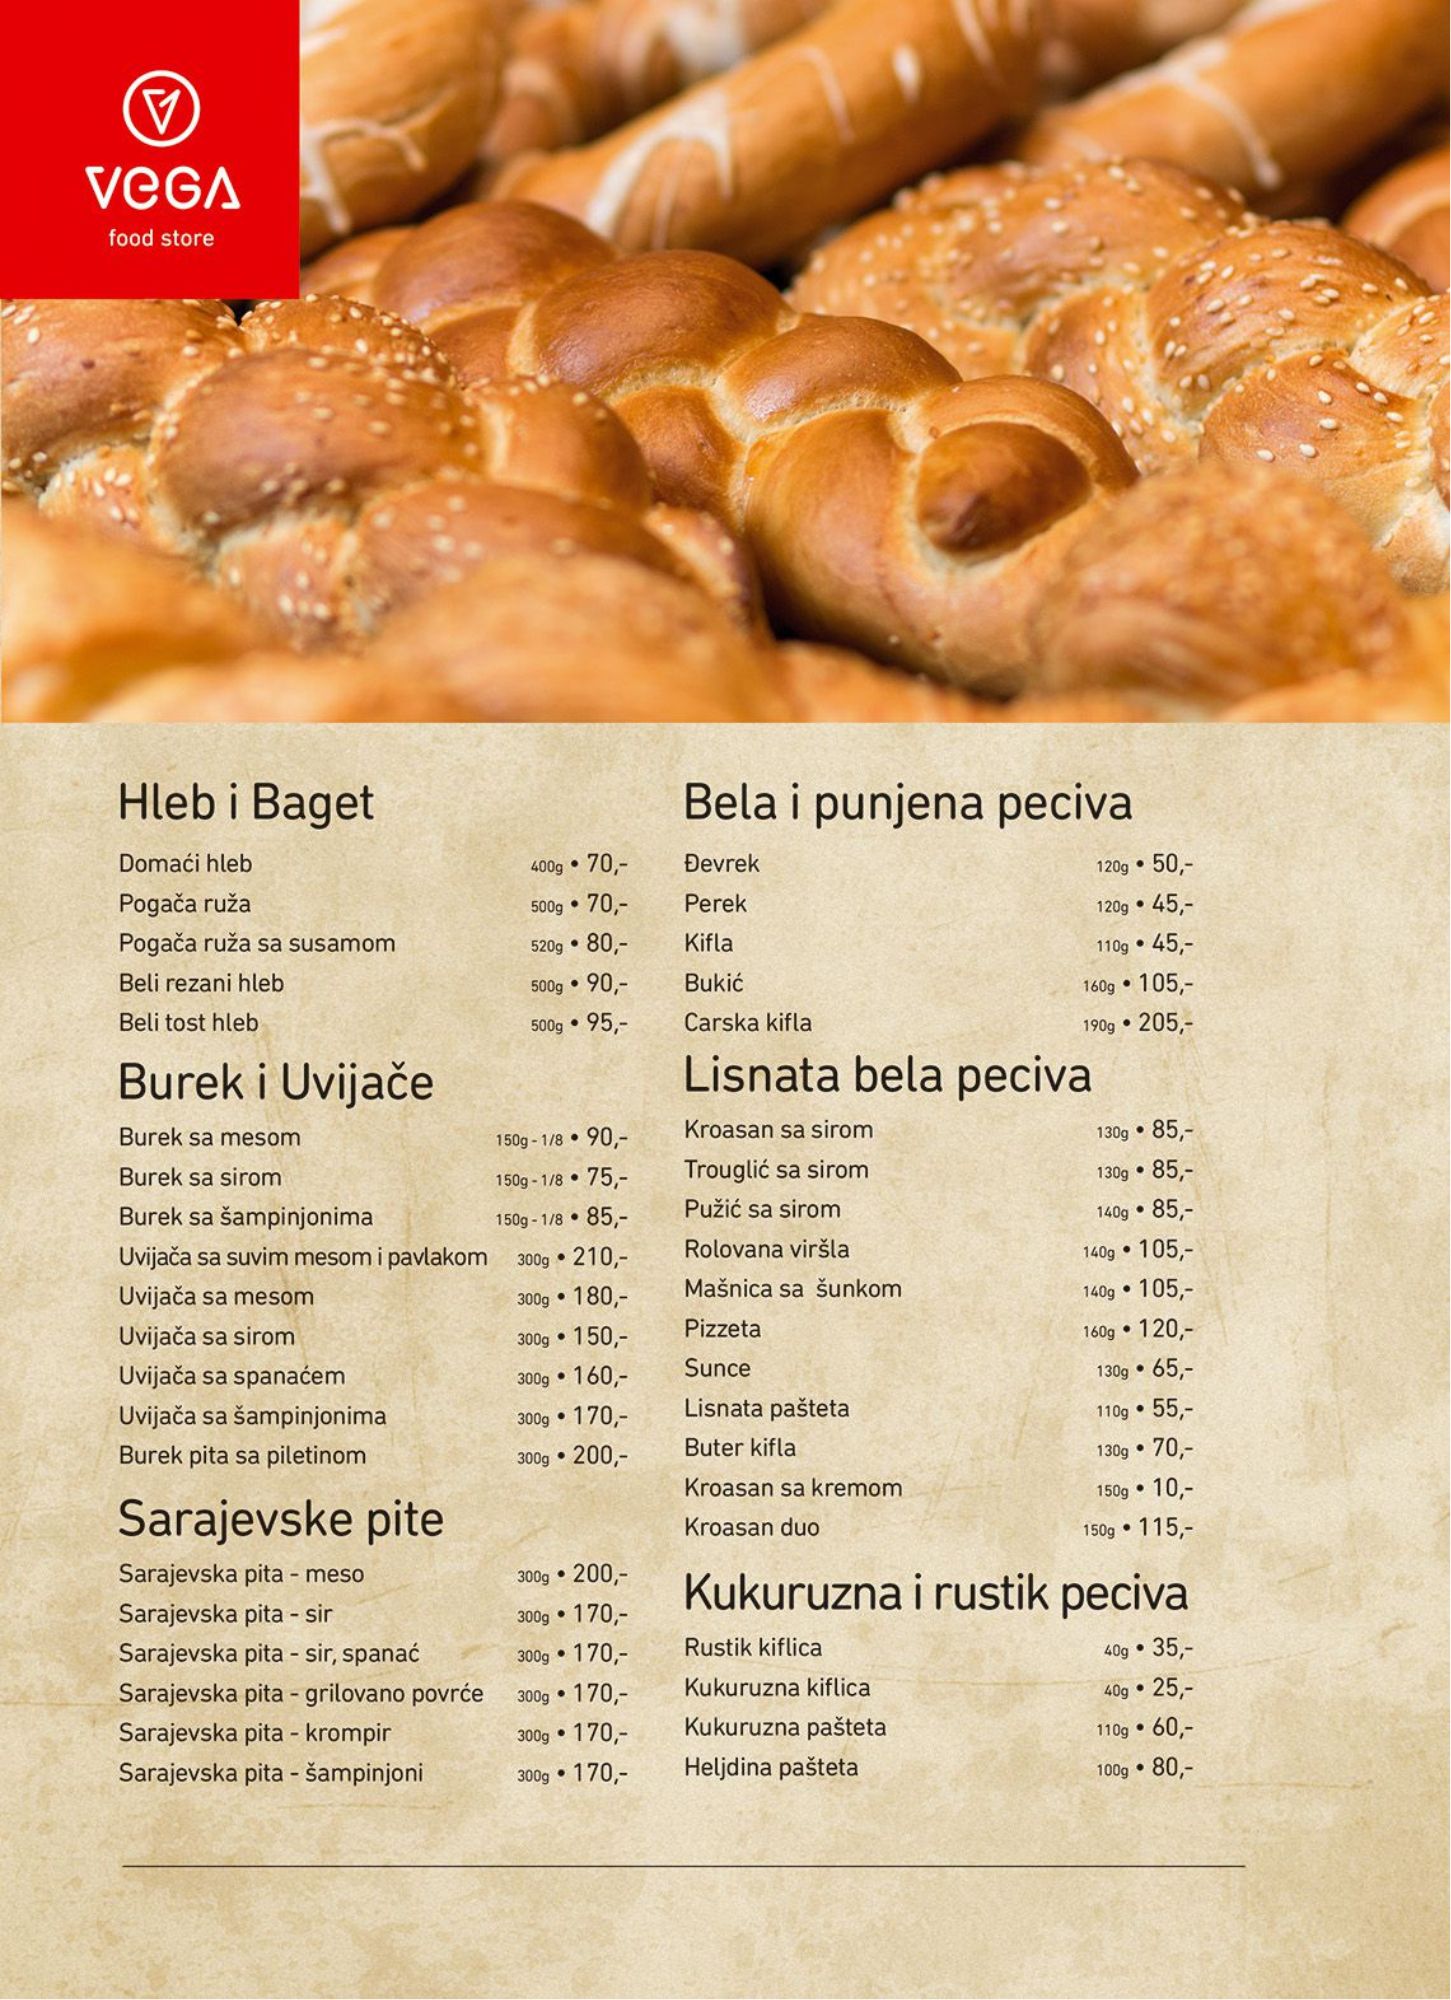 VEGA
food store
Hleb i Baget
Domaći hleb 400g • 70,-
Pogača ruža 500g • 70,-
Pogača ruža sa susamom 520g • 80,-
Beli rezani hleb 500g • 90,-
Beli tost hleb 500g • 95,-
Burek i Uvijače
Burek sa mesom 150g - 1/8 • 90,-
Burek sa sirom 150g - 1/8 • 75,-
Burek sa šampinjonima 150g - 1/8 • 85,-
Uvijača sa suvim mesom i pavlakom 300g • 210,-
Uvijača sa mesom 300g • 180,-
Uvijača sa sirom 300g • 150,-
Uvijača sa spanaćem 300g • 160,-
Uvijača sa šampinjonima 300g • 170,-
Burek pita sa piletinom 300g • 200,-
Sarajevske pite
Sarajevska pita - meso 300g • 200,-
Sarajevska pita - sir 300g • 170,-
Sarajevska pita - sir, spanać 300g • 170,-
Sarajevska pita - grilovano povrće 300g • 170,-
Sarajevska pita - krompir 300g • 170,-
Sarajevska pita - šampinjoni 300g • 170,-
Bela i punjena peciva
Đevrek 120g • 50,-
Perek 120g • 45,-
Kifla 110g • 45,-
Bukić 160g • 105,-
Carska kifla 190g • 205,-
Lisnata bela peciva
Kroasan sa sirom 130g • 85,-
Trouglić sa sirom 130g • 85,-
Pužić sa sirom 140g • 85,-
Rolovana viršla 140g • 105,-
Mašnica sa šunkom 140g • 105,-
Pizzeta 160g • 120,-
Sunce 130g • 65,-
Lisnata pašteta 110g • 55,-
Buter kifla 130g • 70,-
Kroasan sa kremom 150g • 10,-
Kroasan duo 150g • 115,-
Kukuruzna i rustik peciva
Rustik kiflica 40g • 35,-
Kukuruzna kiflica 40g • 25,-
Kukuruzna pašteta 110g • 60,-
Heljdina pašteta 100g • 80,-